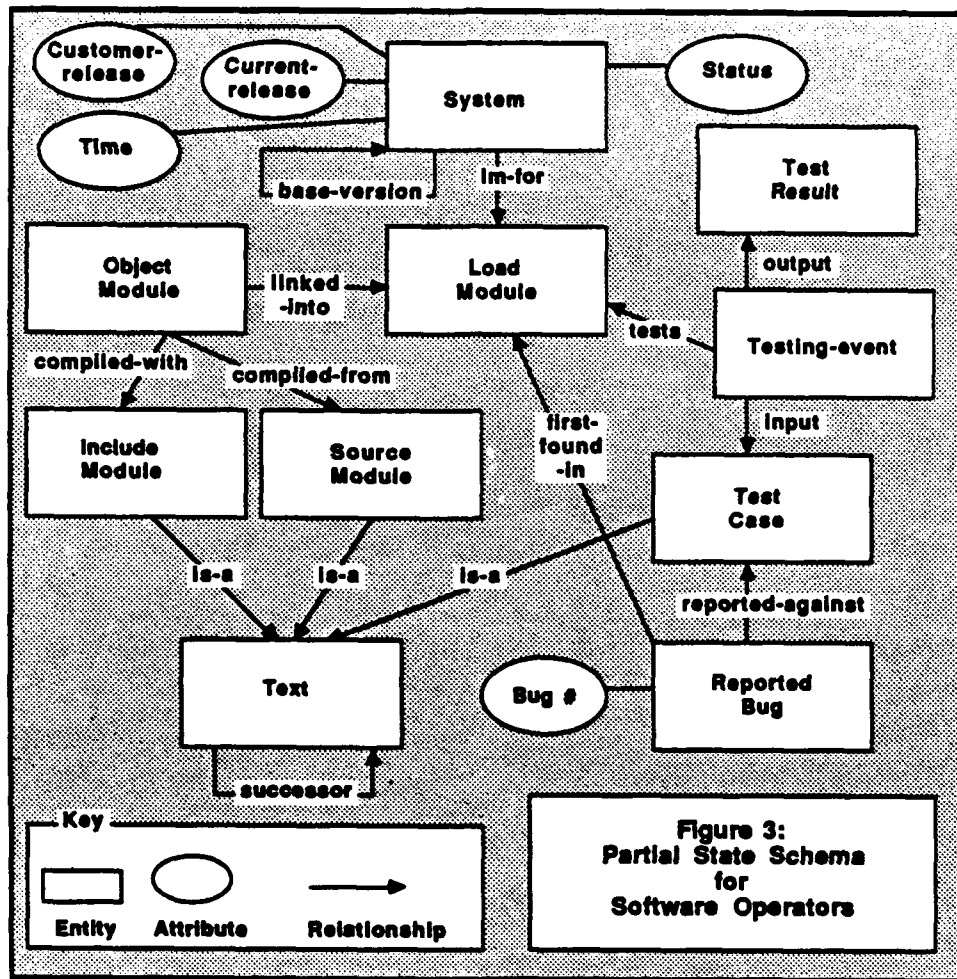 Customer-
release
Current-
release
System
Status
Time
base-version
lm-for
Test
Result
Object
Module
linked
-into
Load
Module
output
tests
Testing-event
compiled-with
compiled-from
input
Include
Module
Source
Module
first-
found
-in
Test
Case
is-a
is-a
is-a
reported-against
Text
Bug #
Reported
Bug
successor
Key
Entity
Attribute
Relationship
Figure 3:
Partial State Schema
for
Software Operators